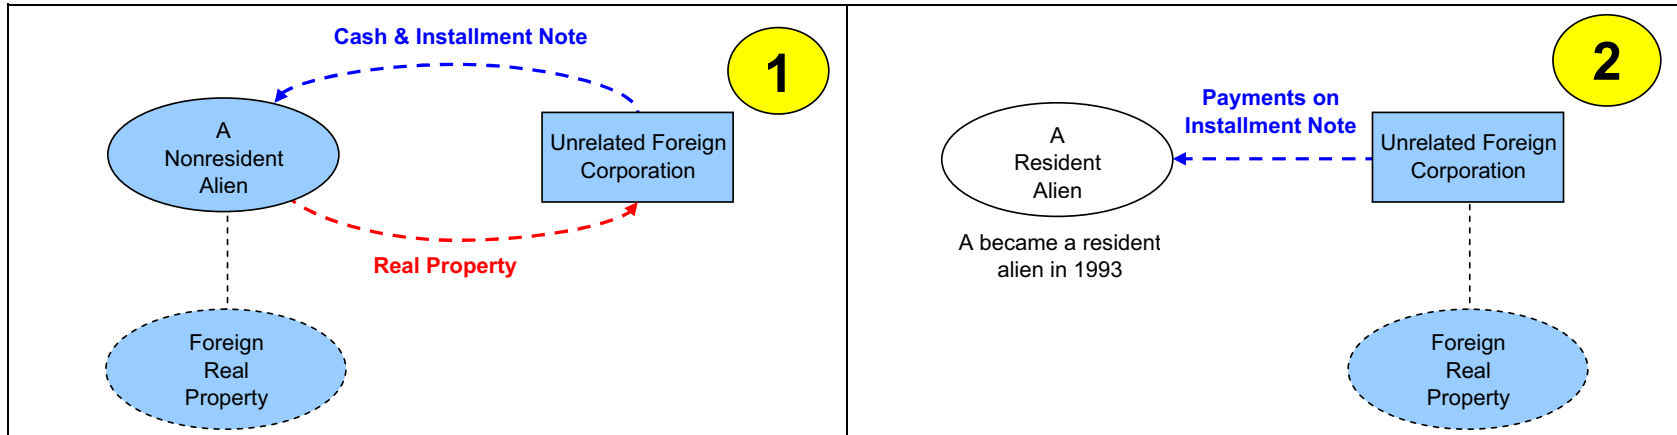 Cash & Installment Note
1
A
Nonresident
Alien
Unrelated Foreign
Corporation
Real Property
Foreign
Real
Property
2
Payments on
Installment Note
A
Resident
Alien
Unrelated Foreign
Corporation
A became a resident
alien in 1993
Foreign
Real
Property